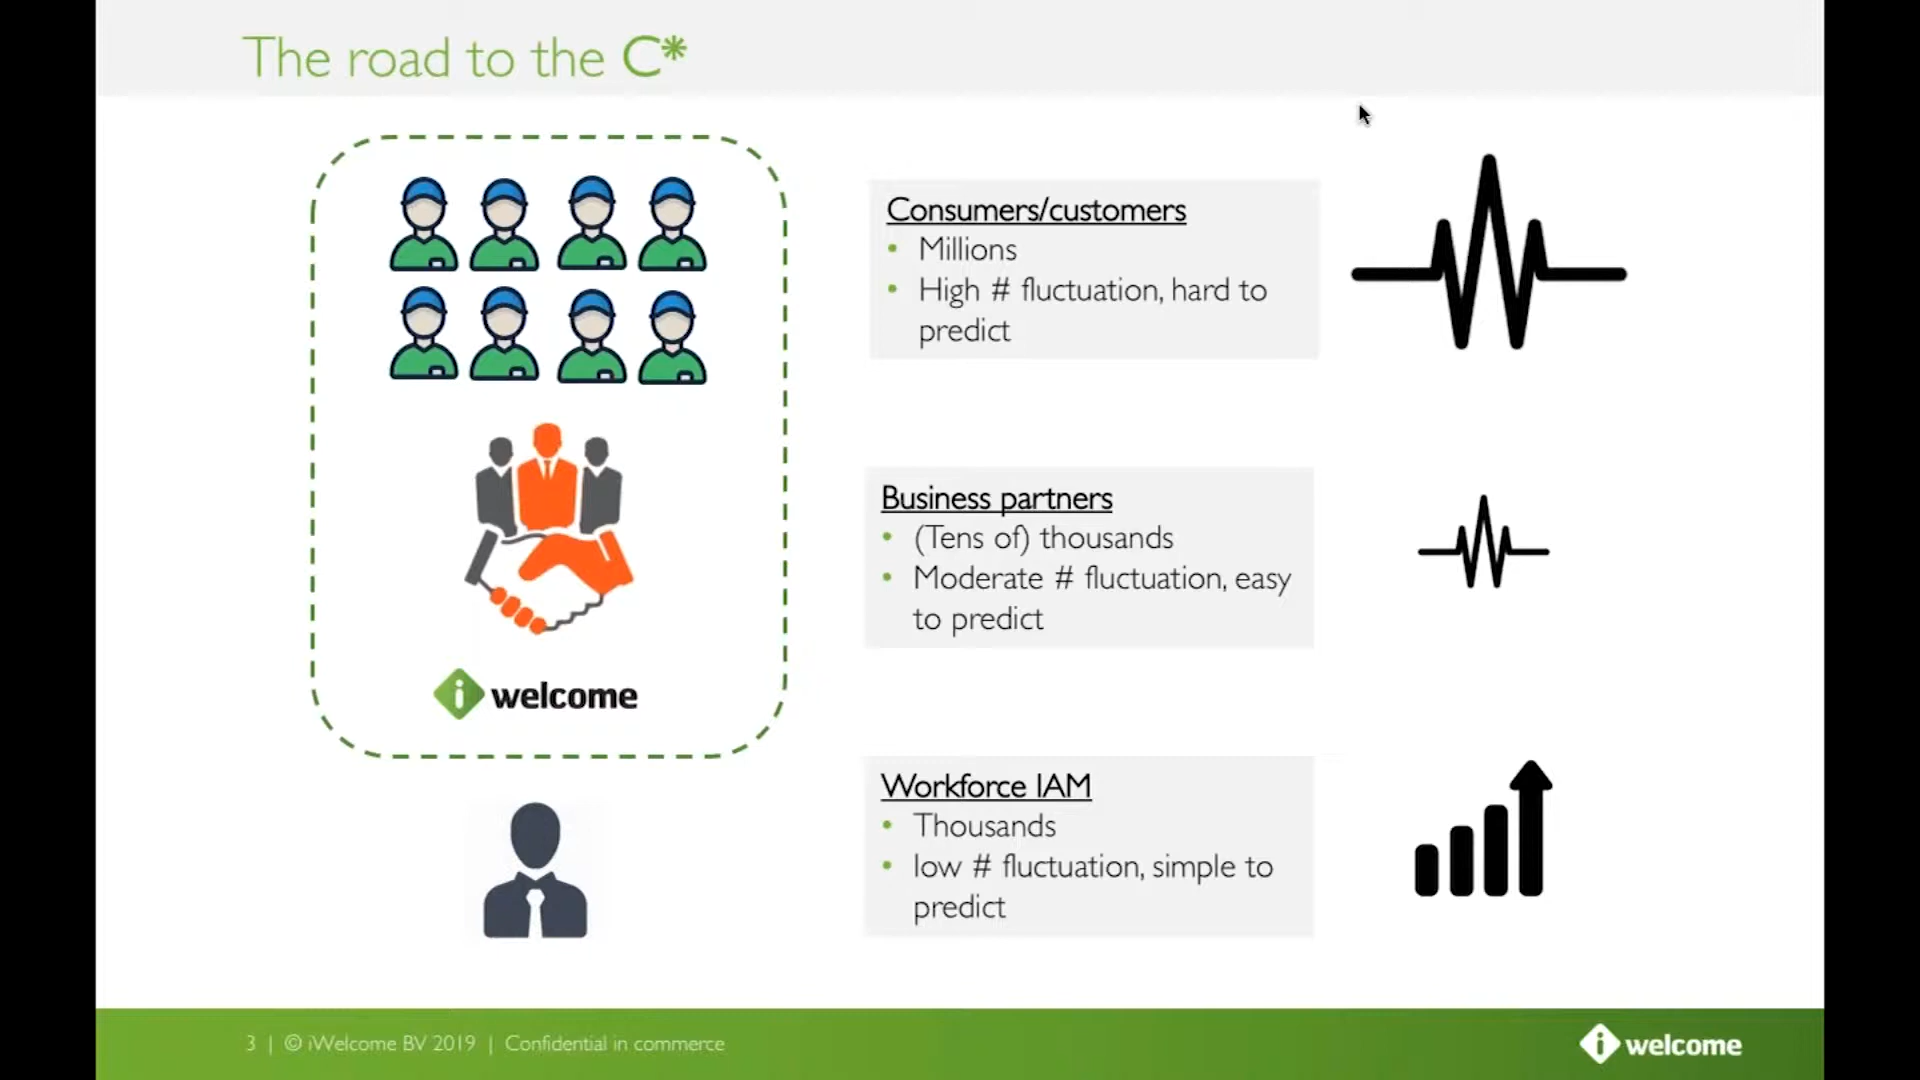 The road to the C*
Consumers/customers
• Millions
• High # fluctuation, hard to
predict
Business partners
• (Tens of) thousands
• Moderate # fluctuation, easy
to predict
i welcome
Workforce IAM
• Thousands
• low # fluctuation, simple to
predict
3 | © iWelcome BV 2019 | Confidential in commerce
i welcome